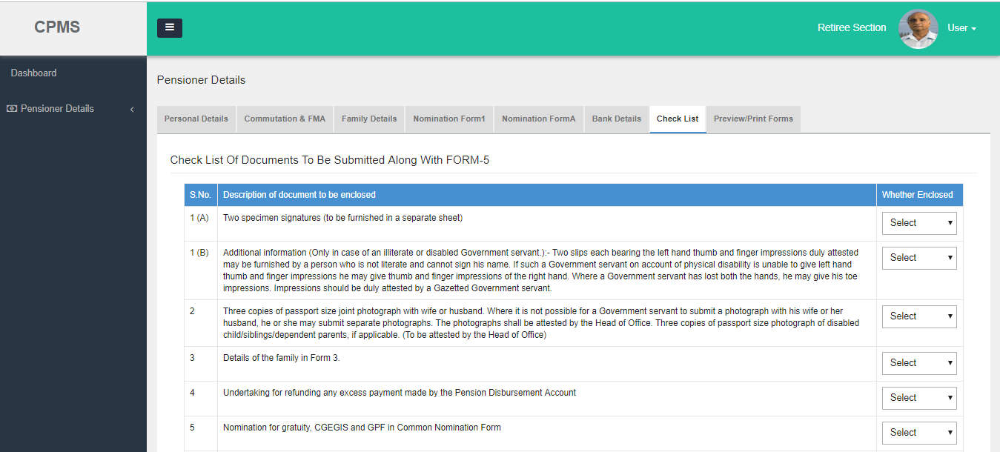 CPMS
Retiree Section
User
Dashboard
Pensioner Details
Pensioner Details
Personal Details
Commutation & FMA
Family Details
Nomination Form1
Nomination FormA
Bank Details
Check List
Preview/Print Forms
Check List Of Documents To Be Submitted Along With FORM-5
S.No. Description of document to be enclosed Whether Enclosed
1 (A) Two specimen signatures (to be furnished in a separate sheet) Select
1 (B) Additional information (Only in case of an illiterate or disabled Government servant.):- Two slips each bearing the left hand thumb and finger impressions duly attested
may be furnished by a person who is not literate and cannot sign his name. If such a Government servant on account of physical disability is unable to give left hand
thumb and finger impressions he may give thumb and finger impressions of the right hand. Where a Government servant has lost both the hands, he may give his toe
impressions. Impressions should be duly attested by a Gazetted Government servant.
Select
2 Three copies of passport size joint photograph with wife or husband. Where it is not possible for a Government servant to submit a photograph with his wife or her
husband, he or she may submit separate photographs. The photographs shall be attested by the Head of Office. Three copies of passport size photograph of disabled
child/siblings/dependent parents, if applicable. (To be attested by the Head of Office)
Select
3 Details of the family in Form 3. Select
4 Undertaking for refunding any excess payment made by the Pension Disbursement Account Select
5 Nomination for gratuity, CGEGIS and GPF in Common Nomination Form Select